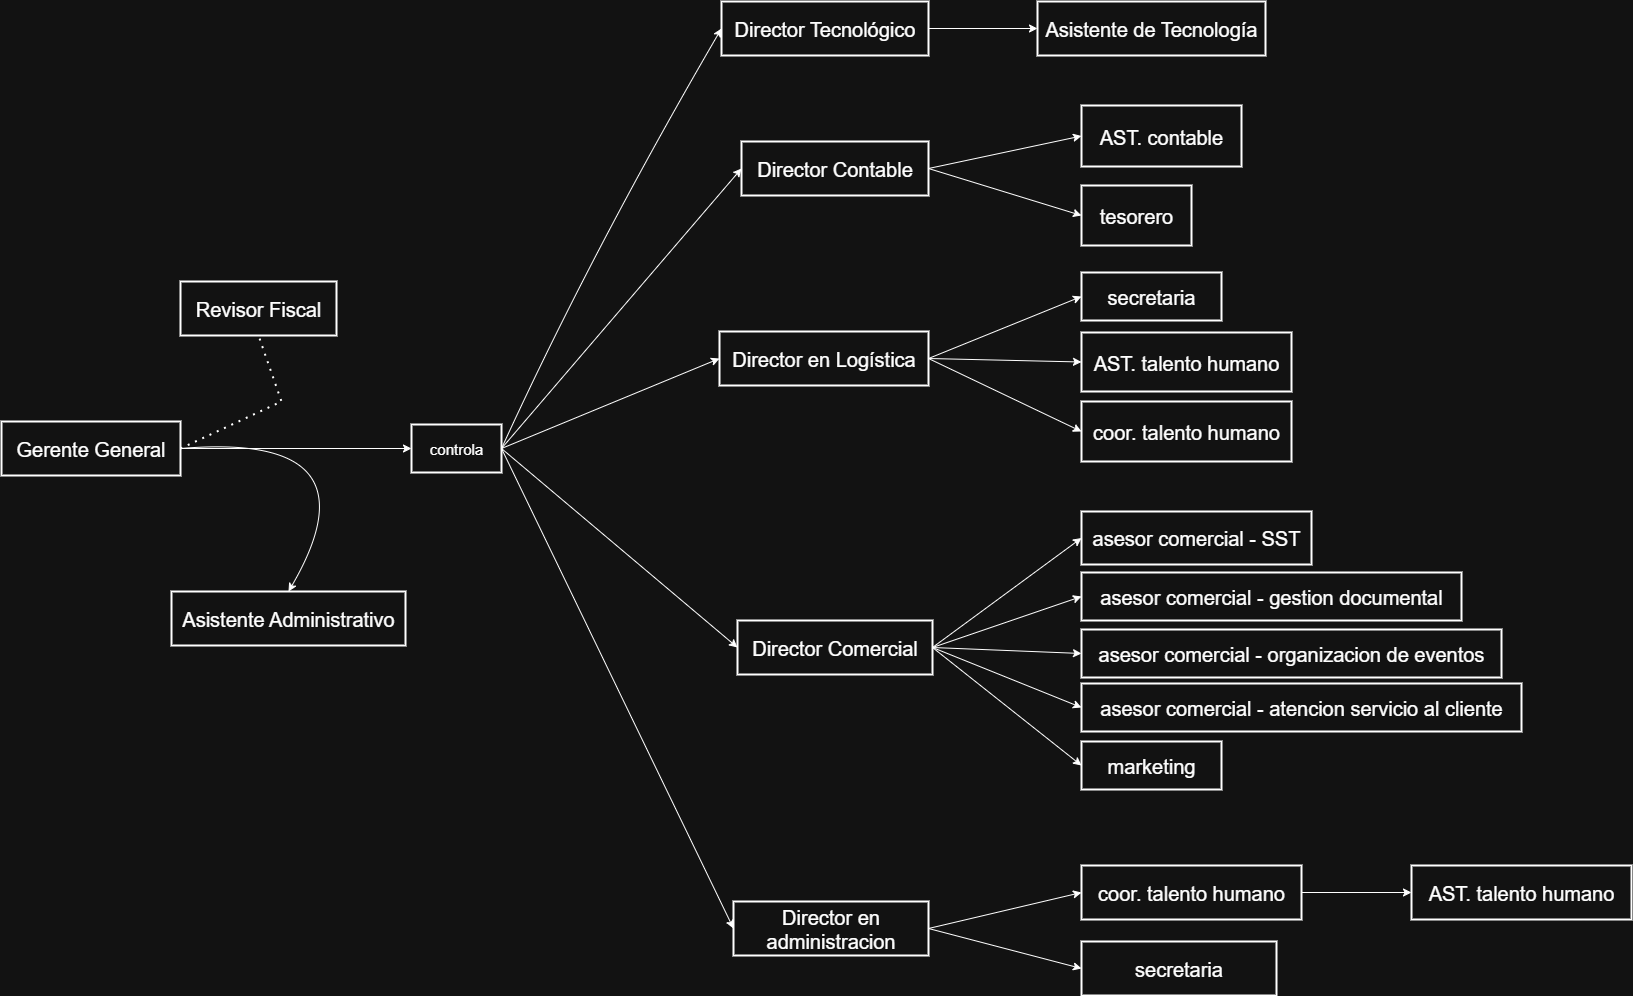 Director Tecnológico
Asistente de Tecnología
AST. contable
Director Contable
tesorero
secretaria
Revisor Fiscal
Director en Logística
AST. talento humano
coor. talento humano
Gerente General
controla
asesor comercial - SST
asesor comercial - gestion documental
Asistente Administrativo
Director Comercial
asesor comercial - organizacion de eventos
asesor comercial - atencion servicio al cliente
marketing
coor. talento humano
AST. talento humano
Director en
administracion
secretaria